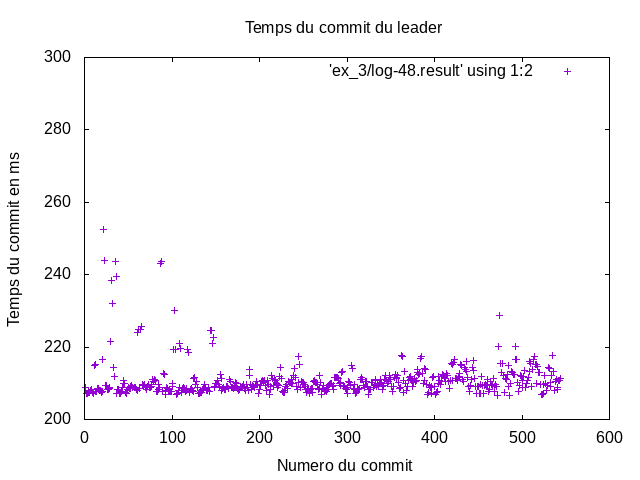 Temps du commit du leader
'ex_3/log-48.result' using 1:2
300
280
260
240
220
200
Temps du commit en ms
0 100 200 300 400 500 600
Numero du commit